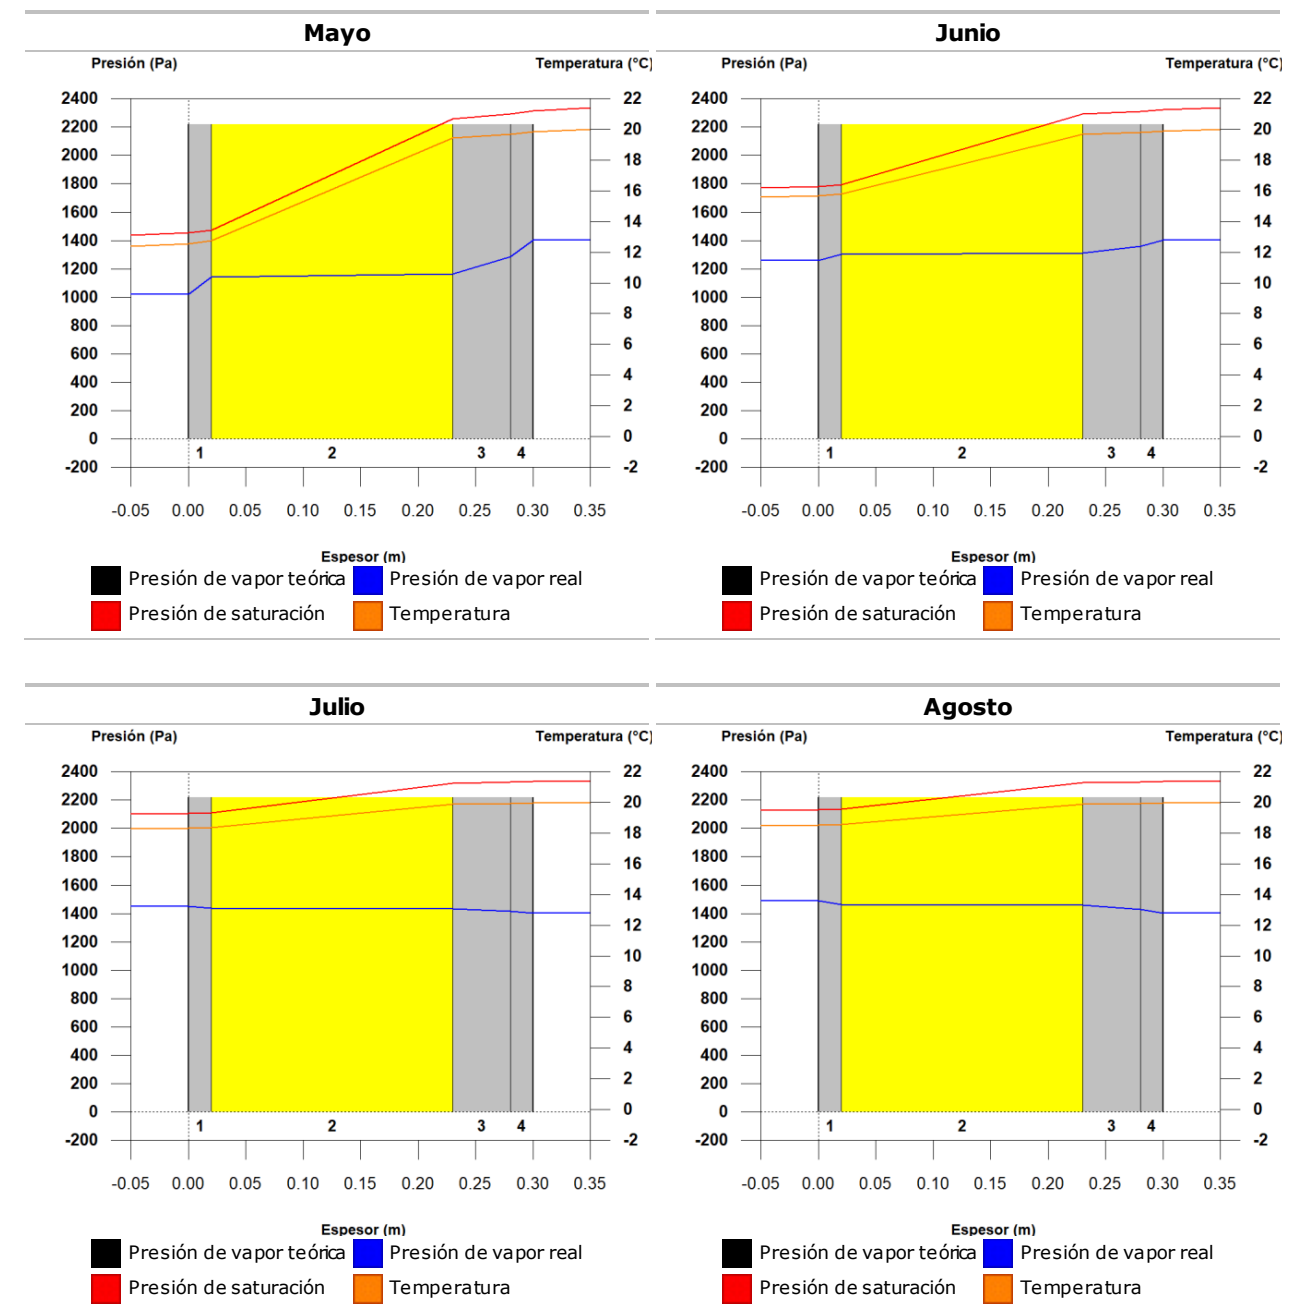 Mayo
Presión (Pa) Temperatura (°C)
2400 22
2200 20
2000 18
1800 16
1600 14
1400 12
1200 10
1000 8
800 6
600 4
400 2
200 0
0 -2
-200
1 2 3 4
-0.05 0.00 0.05 0.10 0.15 0.20 0.25 0.30 0.35
Espesor (m)
Presión de vapor teórica Presión de vapor real
Presión de saturación Temperatura
Junio
Presión (Pa) Temperatura (°C)
2400 22
2200 20
2000 18
1800 16
1600 14
1400 12
1200 10
1000 8
800 6
600 4
400 2
200 0
0 -2
-200
1 2 3 4
-0.05 0.00 0.05 0.10 0.15 0.20 0.25 0.30 0.35
Espesor (m)
Presión de vapor teórica Presión de vapor real
Presión de saturación Temperatura
Julio
Presión (Pa) Temperatura (°C)
2400 22
2200 20
2000 18
1800 16
1600 14
1400 12
1200 10
1000 8
800 6
600 4
400 2
200 0
0 -2
-200
1 2 3 4
-0.05 0.00 0.05 0.10 0.15 0.20 0.25 0.30 0.35
Espesor (m)
Presión de vapor teórica Presión de vapor real
Presión de saturación Temperatura
Agosto
Presión (Pa) Temperatura (°C)
2400 22
2200 20
2000 18
1800 16
1600 14
1400 12
1200 10
1000 8
800 6
600 4
400 2
200 0
0 -2
-200
1 2 3 4
-0.05 0.00 0.05 0.10 0.15 0.20 0.25 0.30 0.35
Espesor (m)
Presión de vapor teórica Presión de vapor real
Presión de saturación Temperatura